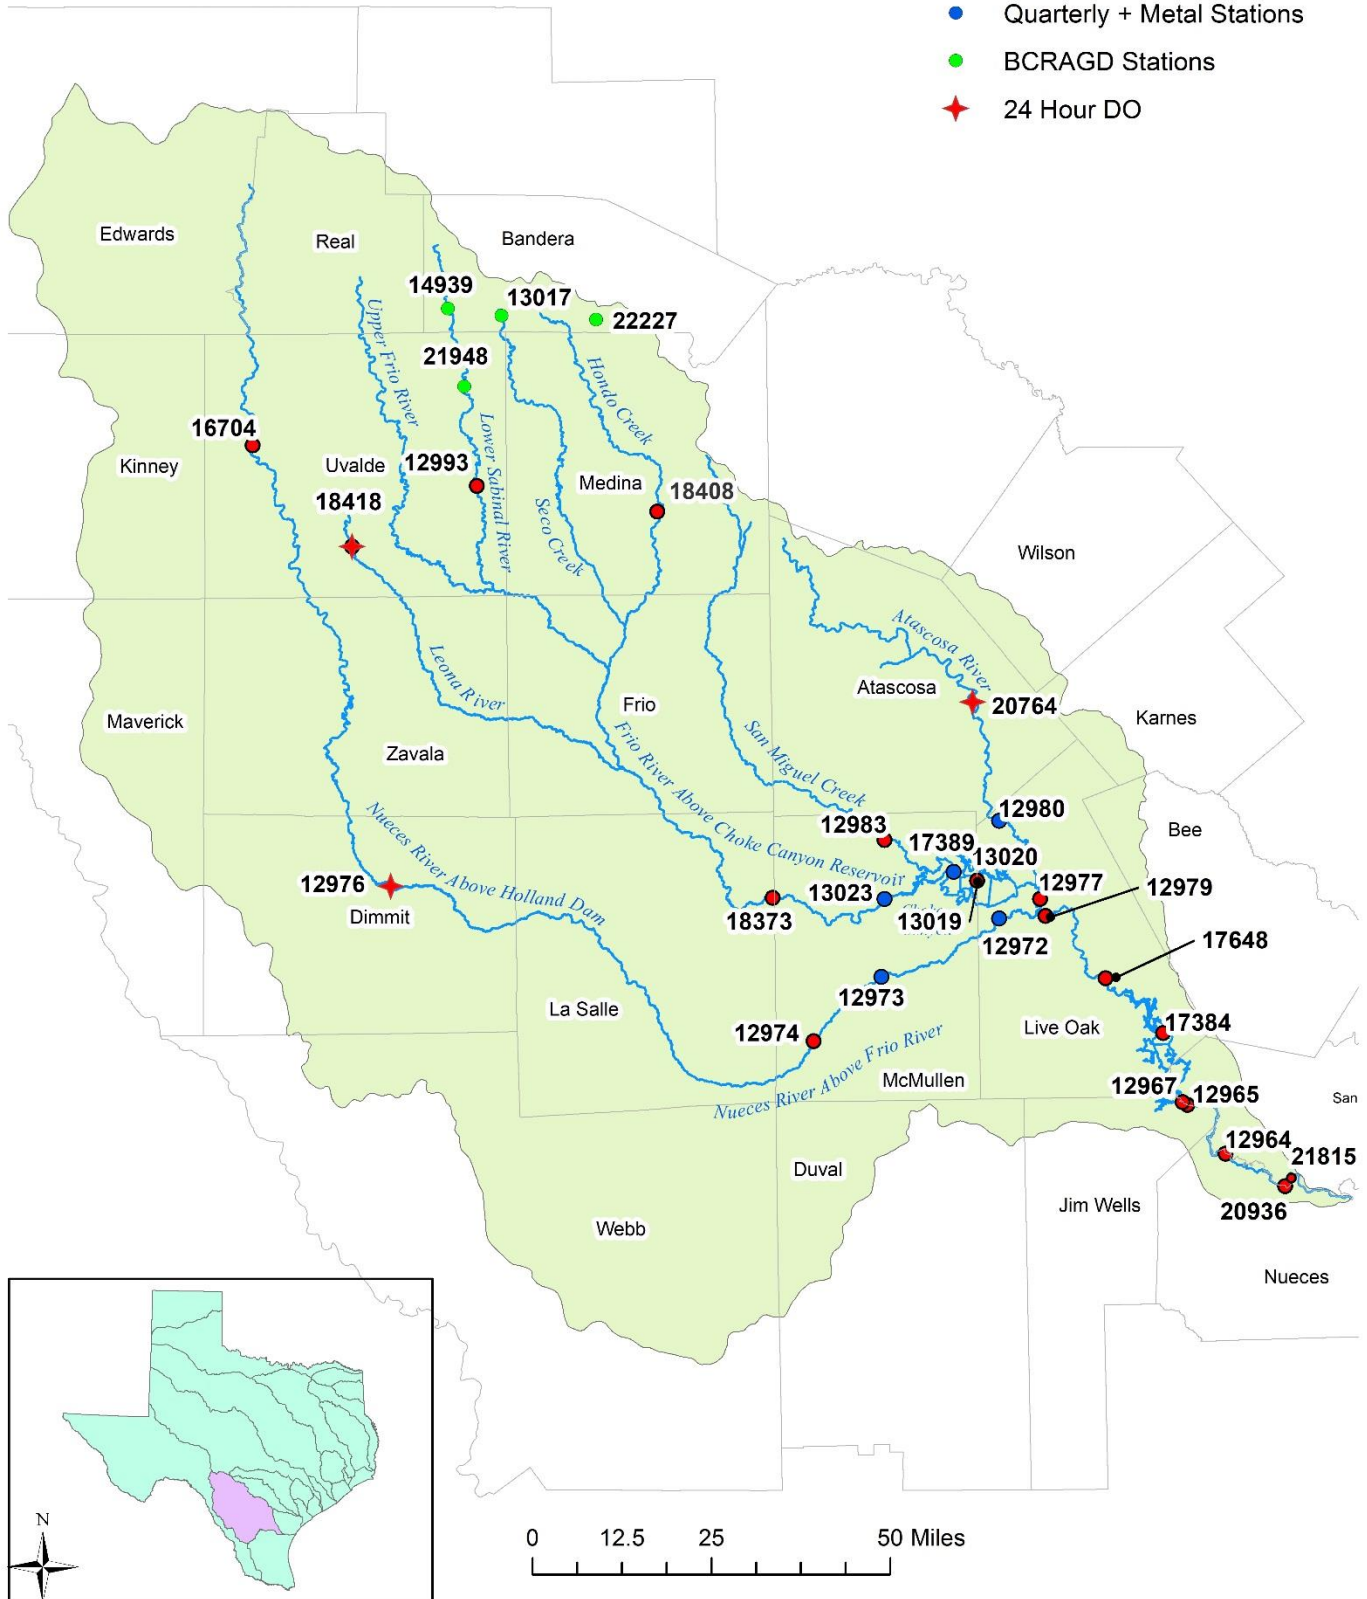 Quarterly + Metal Stations
BCRAGD Stations
24 Hour DO
Edwards
Real
Bandera
14939
13017
22227
21948
Upper Frio River
Hondo Creek
16704
Kinney
Uvalde
12993
Lower Sabinal River
Medina
18408
18418
Seco Creek
Wilson
Atascosa River
Leona River
Atascosa
20764
Maverick
Frio
Karnes
Zavala
Frio River Above Choke Canyon Reservoir
San Miguel Creek
Nueces River Above Holland Dam
12983
12980
17389
13020
Bee
12976
Dimmit
13023
12977
12979
18373
13019
12972
17648
12973
La Salle
12974
Live Oak
17384
Nueces River Above Frio River
McMullen
12967
12965
San
12964
21815
Duval
20936
Jim Wells
Webb
Nueces
N
0 12.5 25 50 Miles